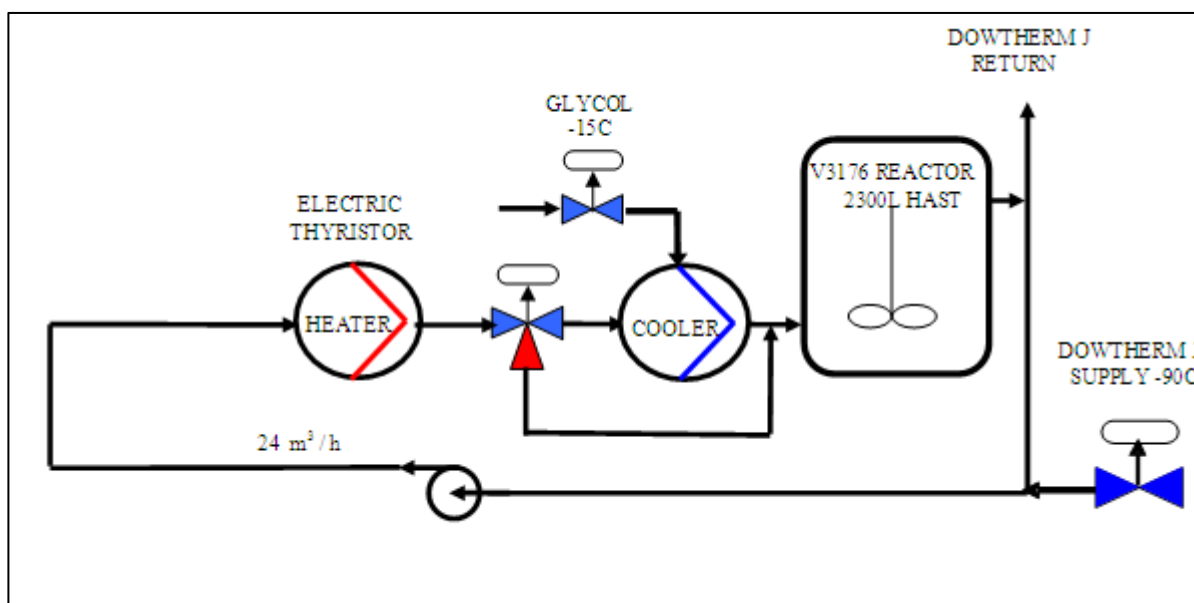 DOWTHERM J
RETURN
GLYCOL
-15C
V3176 REACTOR
2300L HAST
ELECTRIC
THYRISTOR
HEATER
COOLER
DOWTHERM
SUPPLY -90C
24 m³ / h